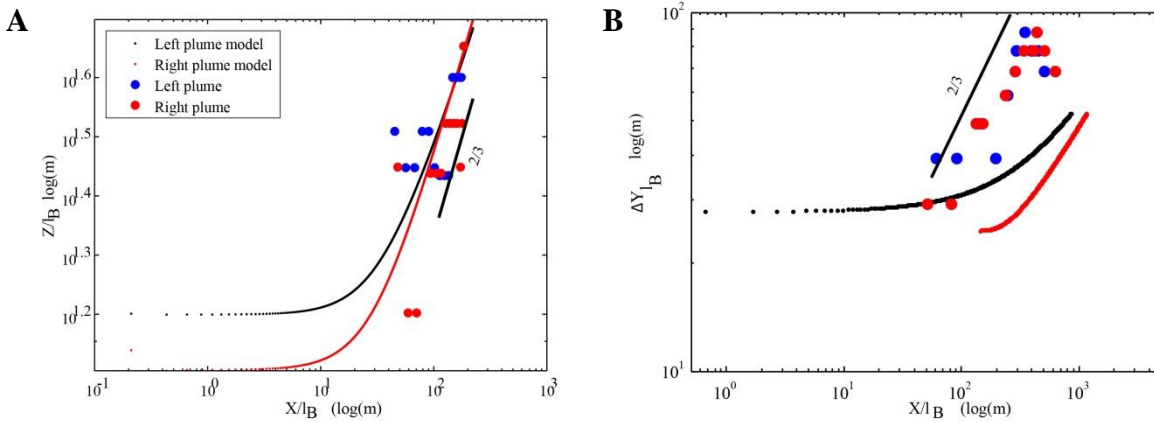 A
Left plume model
Right plume model
Left plume
Right plume
Z/l_B log(m)
10^1.6
10^1.5
10^1.4
10^1.3
10^1.2
2/3
10^-1
10^0
10^1
10^2
10^3
X/l_B (log(m)
B
ΔY_l_B log(m)
10^2
10^1
2/3
10^0
10^1
10^2
10^3
X/l_B (log(m)